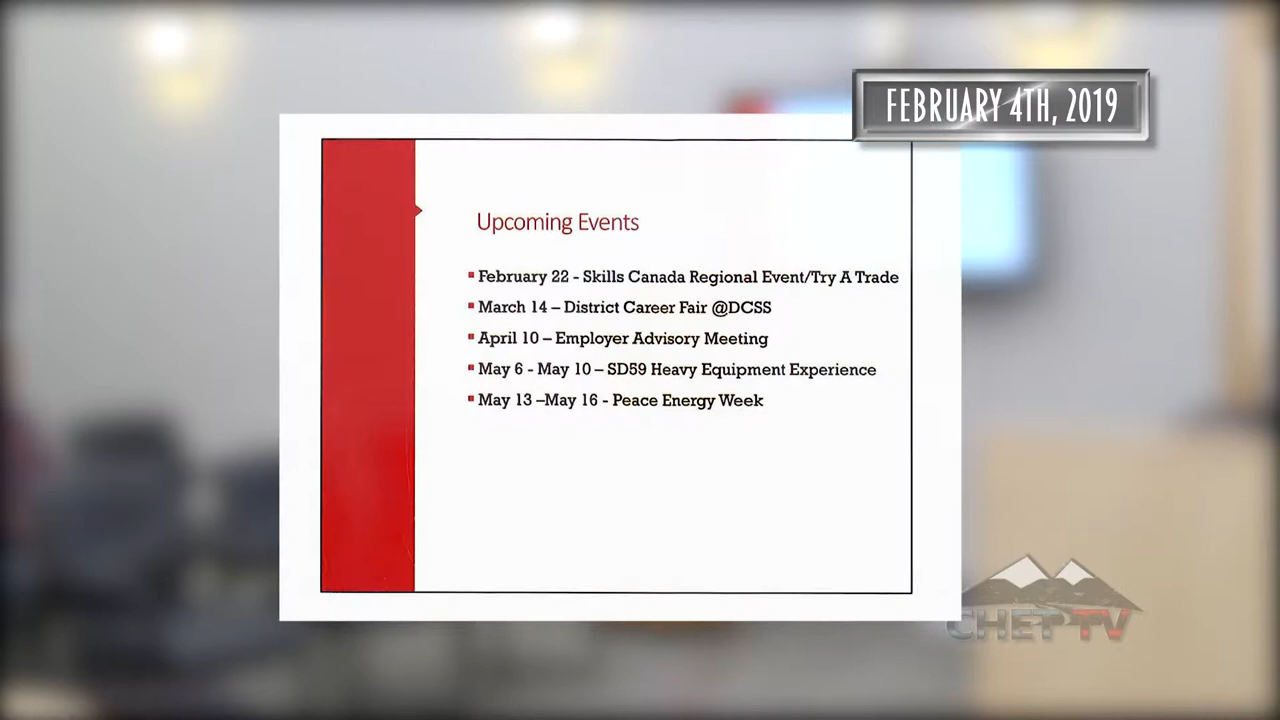 FEBRUARY 4TH, 2019
Upcoming Events
February 22 - Skills Canada Regional Event/Try A Trade
March 14 – District Career Fair @DCSS
April 10 – Employer Advisory Meeting
May 6 - May 10 – SD59 Heavy Equipment Experience
May 13 –May 16 - Peace Energy Week
CHET TV